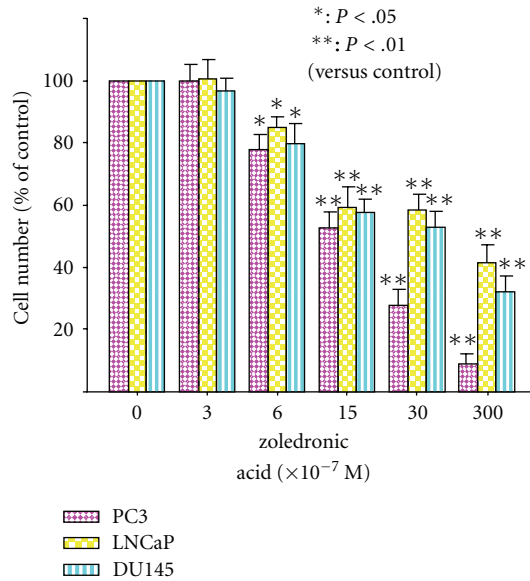 *: P < .05
**: P < .01
(versus control)
Cell number (% of control)
100
80
60
40
20
* * *
** ** **
** ** **
** ** **
0 3 6 15 30 300
zoledronic
acid (×10⁻⁷ M)
PC3
LNCaP
DU145